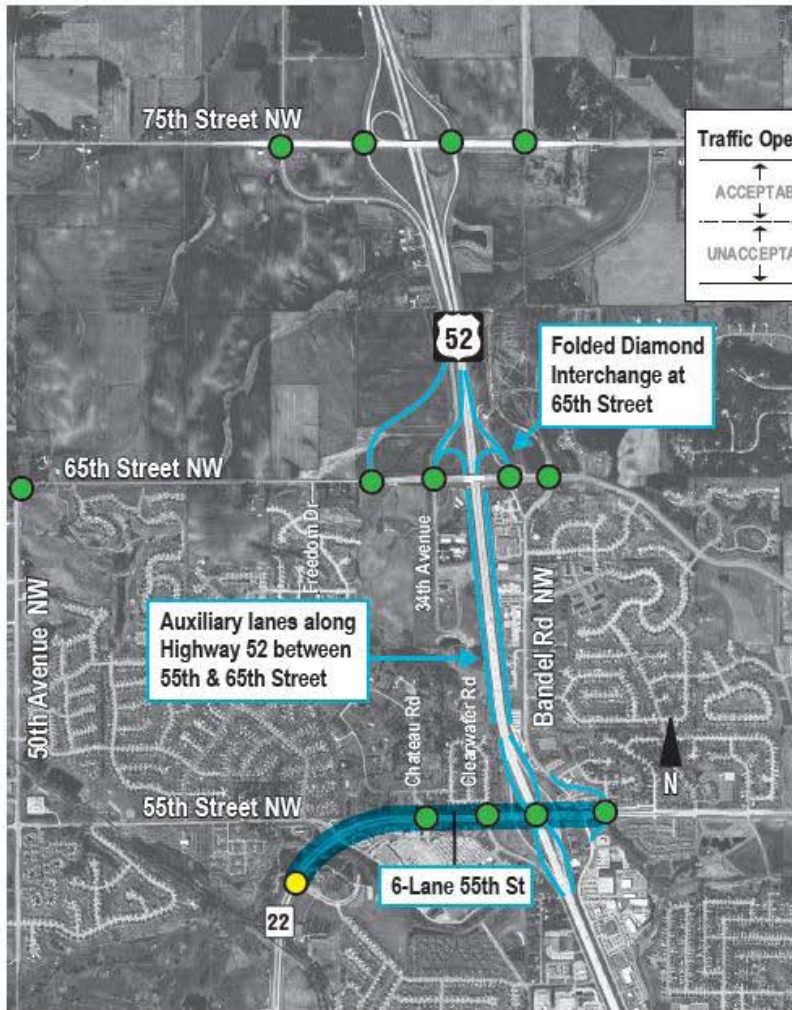 75th Street NW
Traffic Ope
ACCEPTAB
UNACCEPTA
52
Folded Diamond
Interchange at
65th Street
65th Street NW
Freedom Dr
34th Avenue
Auxiliary lanes along
Highway 52 between
55th & 65th Street
Bandel Rd NW
50th Avenue NW
Chateau Rd
Clearwater Rd
N
55th Street NW
6-Lane 55th St
22